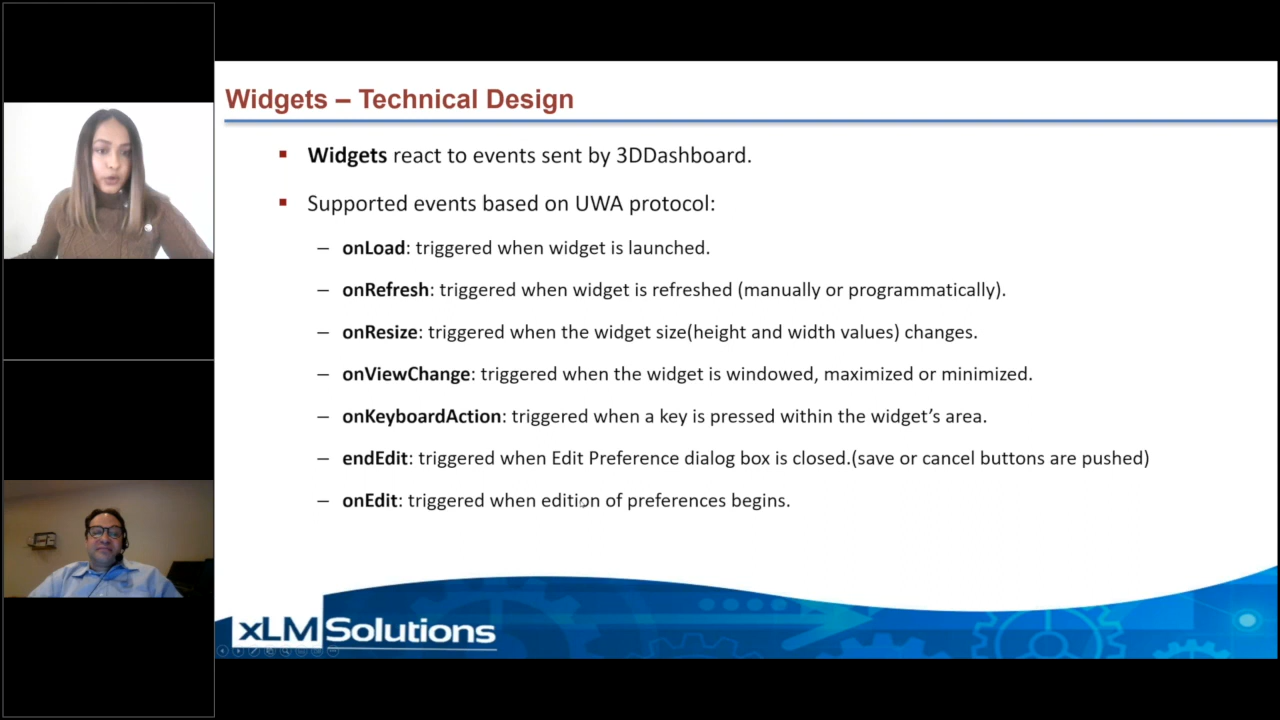 Widgets – Technical Design
▪ Widgets react to events sent by 3DDashboard.
▪ Supported events based on UWA protocol:
– onLoad: triggered when widget is launched.
– onRefresh: triggered when widget is refreshed (manually or programmatically).
– onResize: triggered when the widget size(height and width values) changes.
– onViewChange: triggered when the widget is windowed, maximized or minimized.
– onKeyboardAction: triggered when a key is pressed within the widget’s area.
– endEdit: triggered when Edit Preference dialog box is closed.(save or cancel buttons are pushed)
– onEdit: triggered when edition of preferences begins.
xLM Solutions